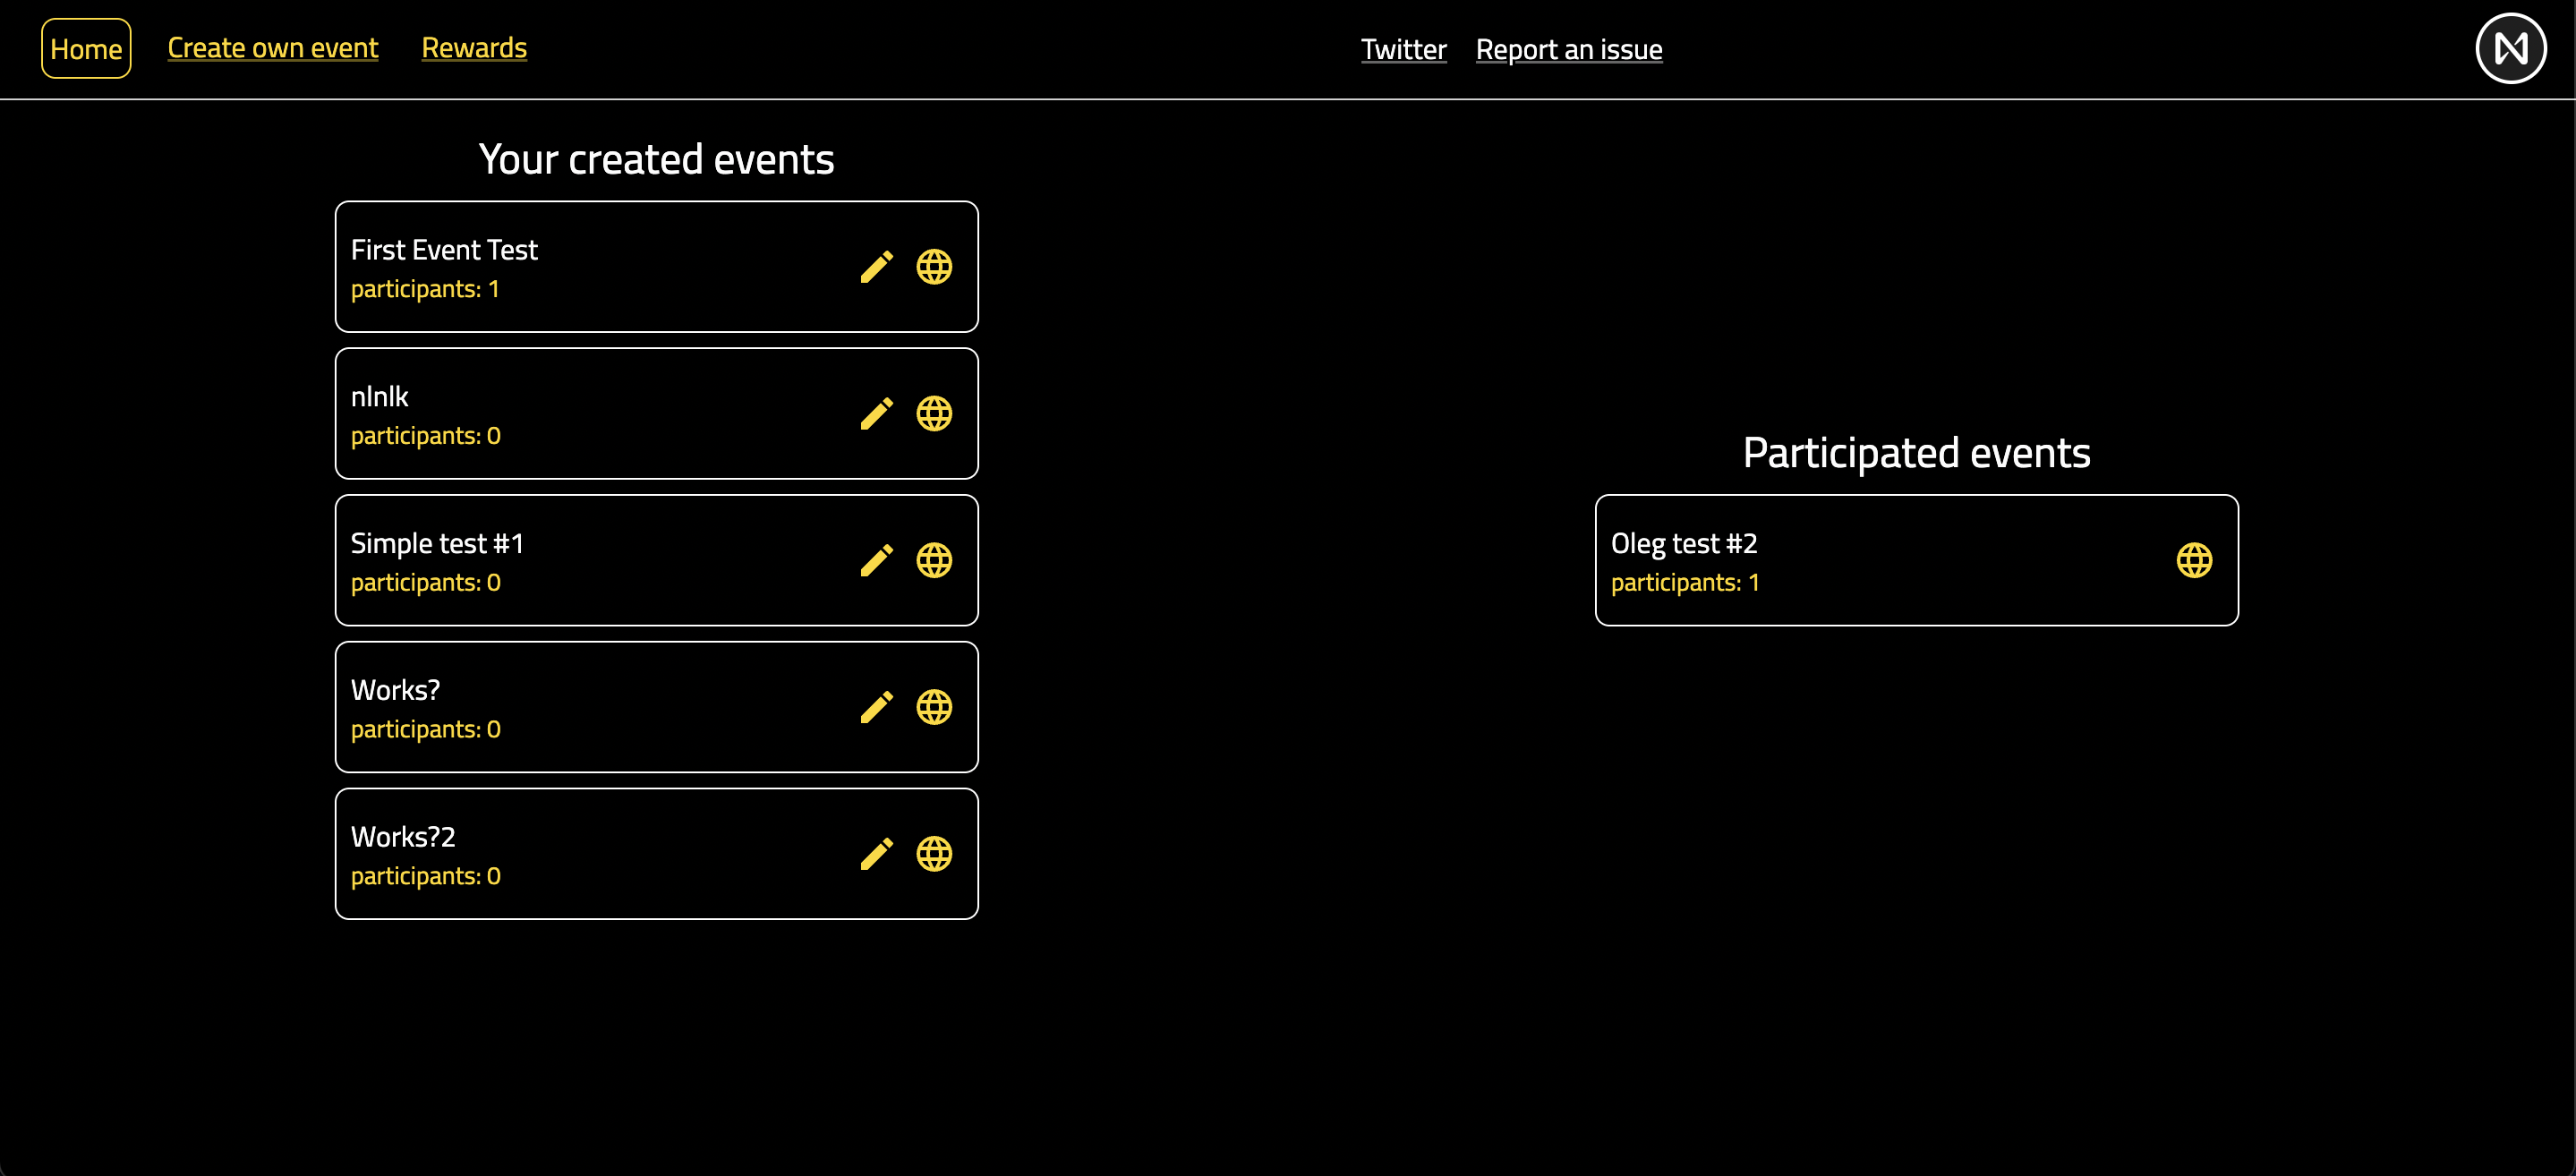 Home Create own event Rewards Twitter Report an issue
Your created events
First Event Test
participants: 1
nlnlk
participants: 0
Simple test #1
participants: 0
Works?
participants: 0
Works?2
participants: 0
Participated events
Oleg test #2
participants: 1